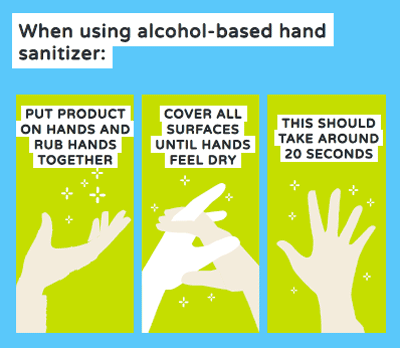 When using alcohol-based hand
sanitizer:
PUT PRODUCT
ON HANDS AND
RUB HANDS
TOGETHER
COVER ALL
SURFACES
UNTIL HANDS
FEEL DRY
THIS SHOULD
TAKE AROUND
20 SECONDS